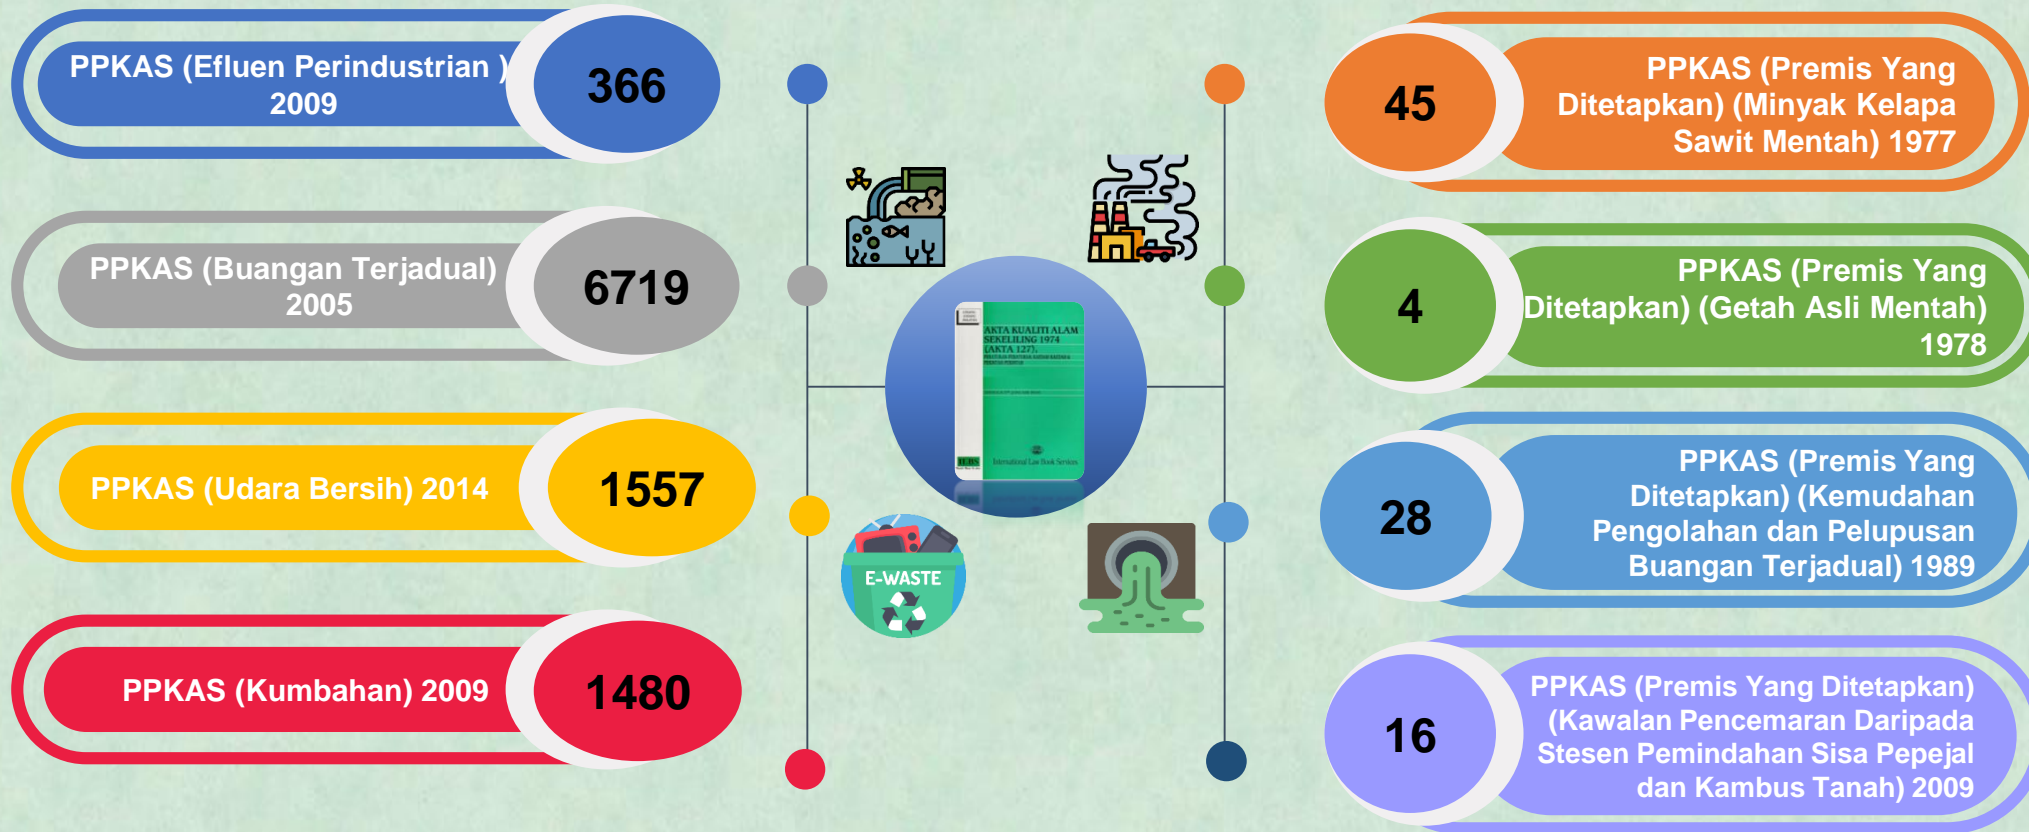 PPKAS (Efluen Perindustrian )
2009
366
PPKAS (Buangan Terjadual)
2005
6719
PPKAS (Udara Bersih) 2014
1557
PPKAS (Kumbahan) 2009
1480
AKTA KUALITI ALAM
SEKELILING 1974
(AKTA 127),
ILBS
International Law Book Services
E-WASTE
45
PPKAS (Premis Yang
Ditetapkan) (Minyak Kelapa
Sawit Mentah) 1977
4
PPKAS (Premis Yang
Ditetapkan) (Getah Asli Mentah)
1978
28
PPKAS (Premis Yang
Ditetapkan) (Kemudahan
Pengolahan dan Pelupusan
Buangan Terjadual) 1989
16
PPKAS (Premis Yang Ditetapkan)
(Kawalan Pencemaran Daripada
Stesen Pemindahan Sisa Pepejal
dan Kambus Tanah) 2009